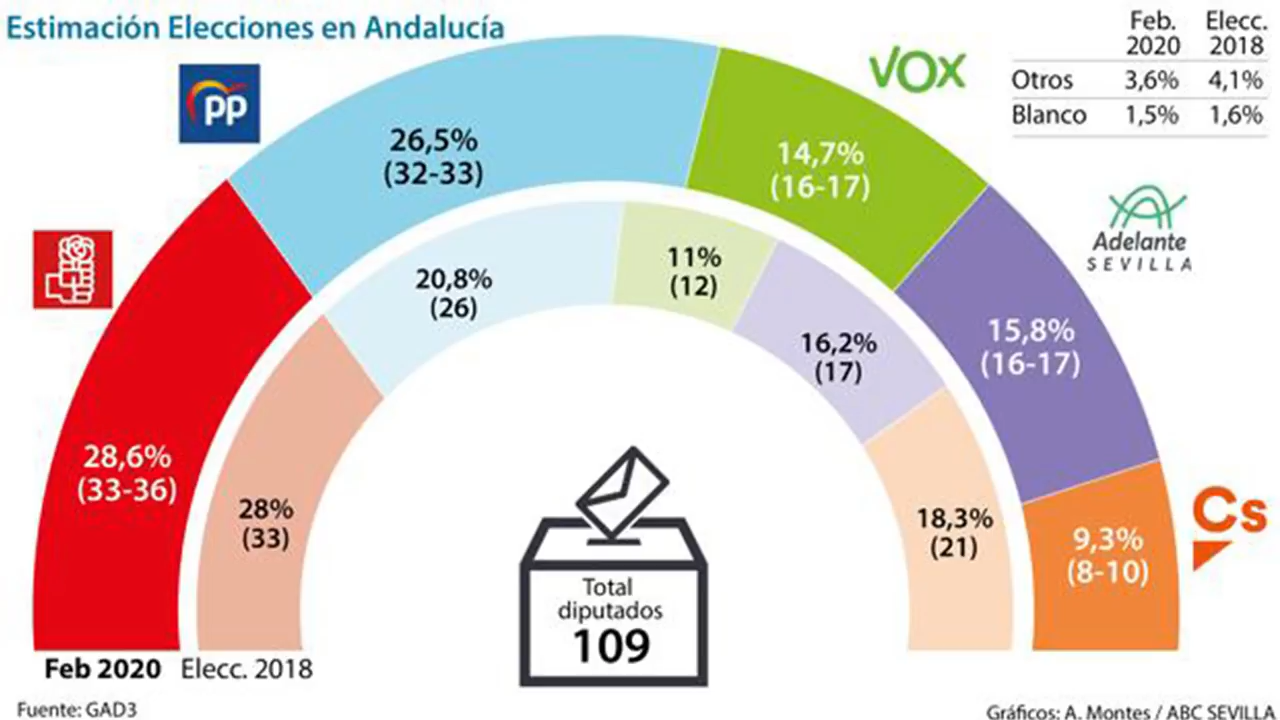 Estimación Elecciones en Andalucía
Feb. Elecc.
2020 2018
Otros 3,6% 4,1%
Blanco 1,5% 1,6%
PP
VOX
Adelante
SEVILLA
Cs
26,5%
(32-33)
14,7%
(16-17)
20,8%
(26)
11%
(12)
16,2%
(17)
15,8%
(16-17)
28,6%
(33-36)
28%
(33)
18,3%
(21)
9,3%
(8-10)
Total
diputados
109
Feb 2020 Elecc. 2018
Fuente: GAD3
Gráficos: A. Montes / ABC SEVILLA